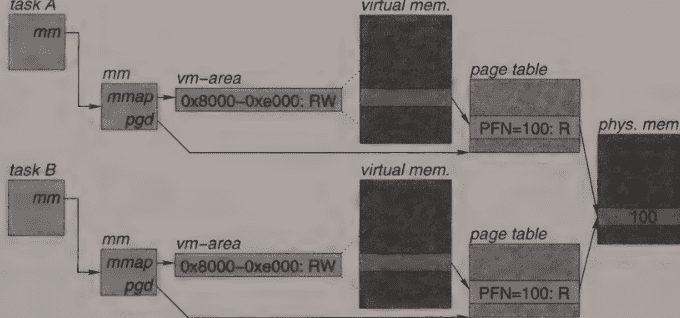 task A
virtual mem.
mm
mm
vm-area
page table
mmap
0x8000-0xe000: RW
pgd
PFN=100: R
phys. mem.
task B
virtual mem.
mm
100
mm
vm-area
page table
mmap
0x8000-0xe000: RW
pgd
PFN=100: R